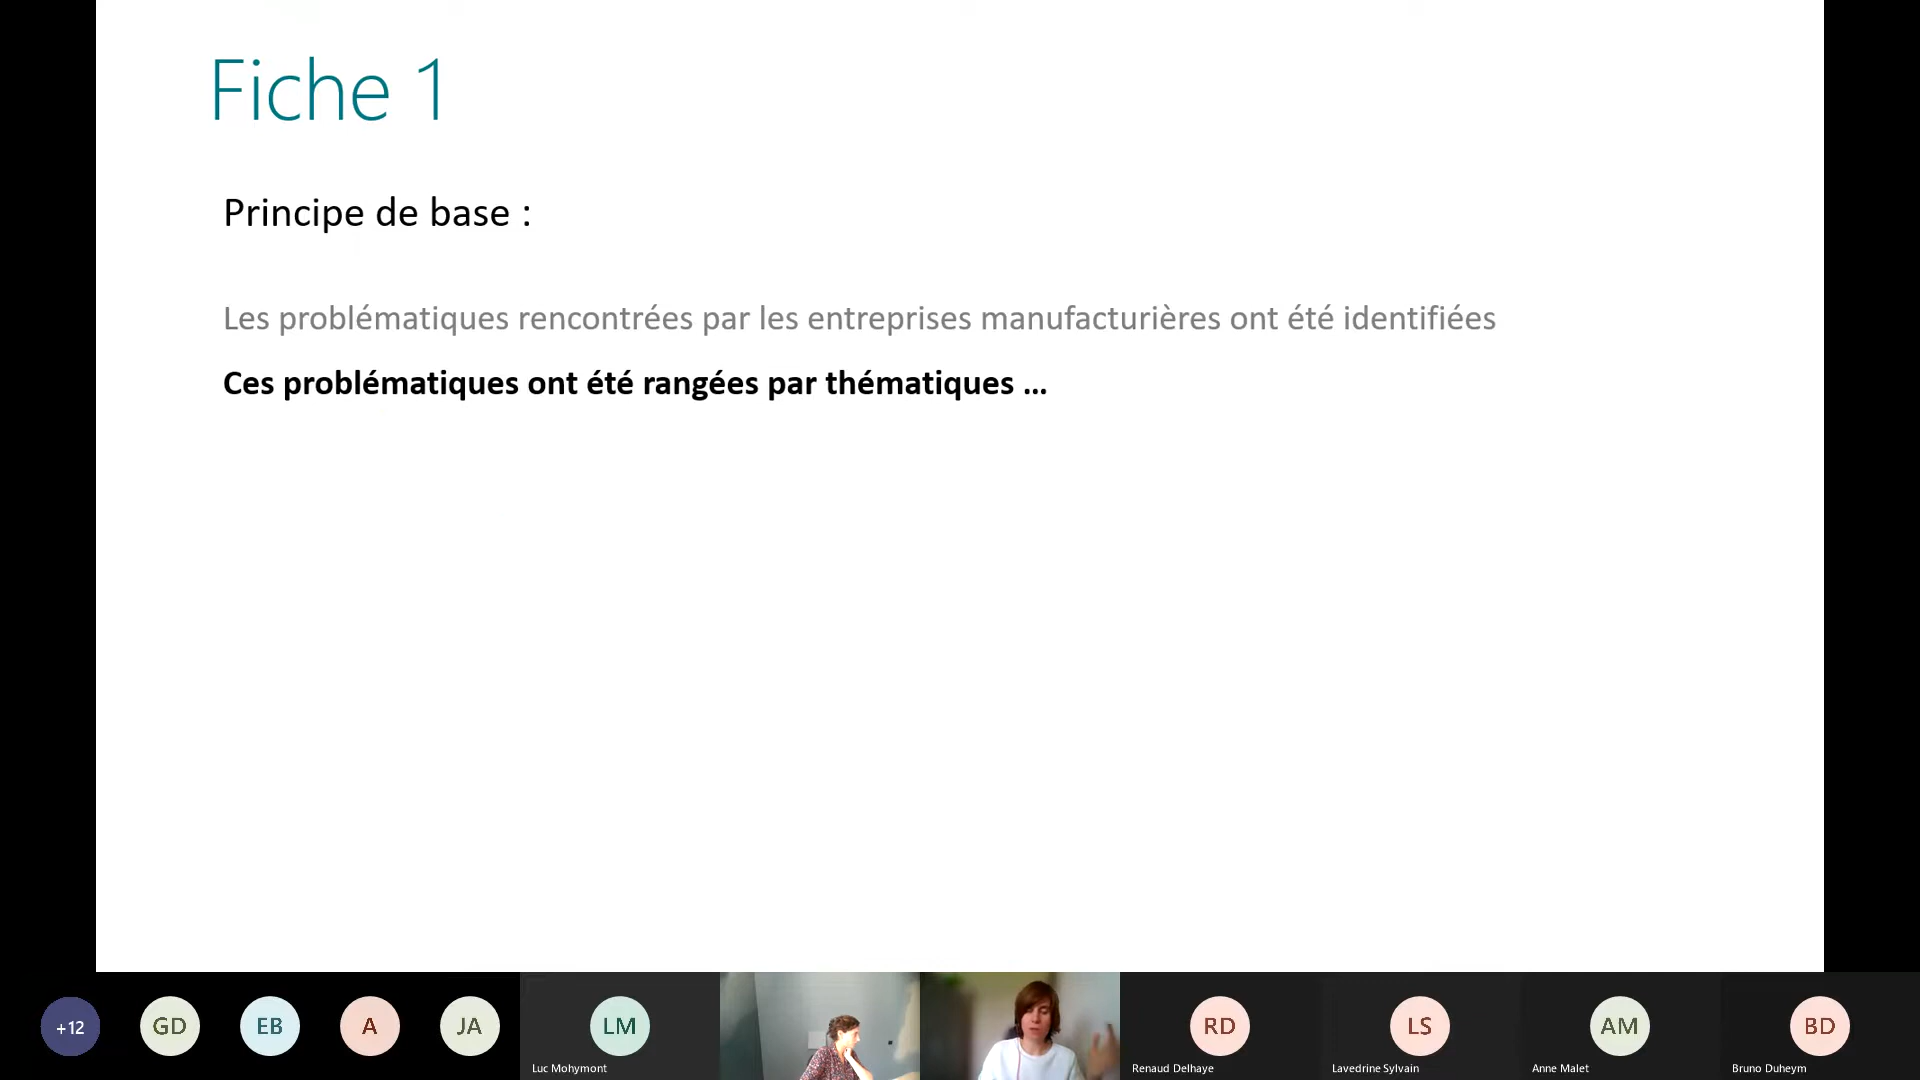 Fiche 1
Principe de base :
Les problématiques rencontrées par les entreprises manufacturières ont été identifiées
Ces problématiques ont été rangées par thématiques ...
+12
GD
EB
A
JA
LM
RD
LS
AM
BD
Luc Mohymont
Renaud Delhaye
Lavedrine Sylvain
Anne Malet
Bruno Duheym